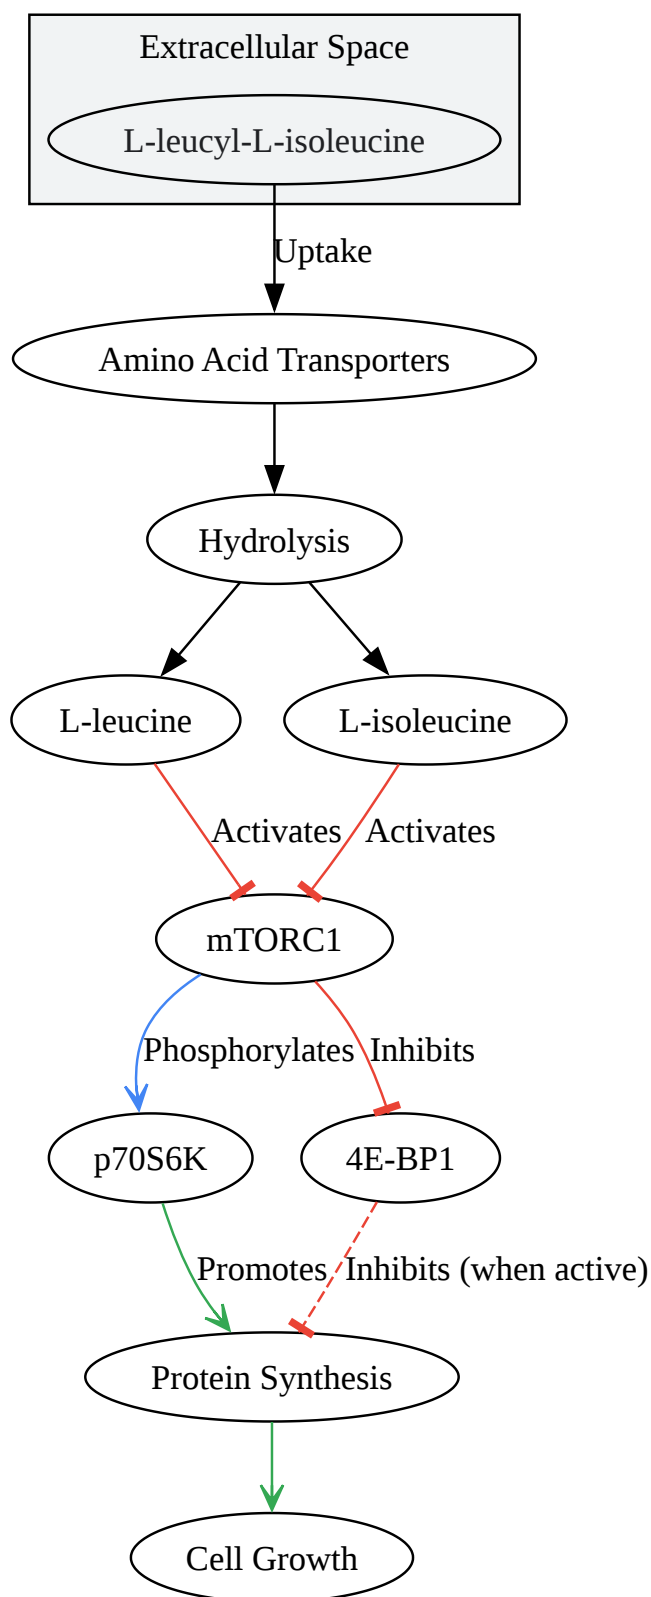 Extracellular Space
L-leucyl-L-isoleucine
Uptake
Amino Acid Transporters
Hydrolysis
L-leucine
L-isoleucine
Activates
Activates
mTORC1
Phosphorylates
Inhibits
p70S6K
4E-BP1
Promotes
Inhibits (when active)
Protein Synthesis
Cell Growth